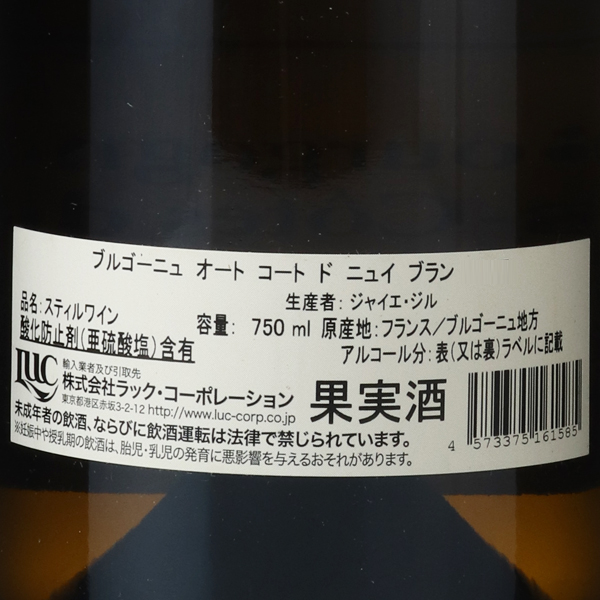 ブルゴーニュ オート コート ド ニュイ ブラン
品名：スティルワイン
生産者：ジャイエ・ジル
酸化防止剤（亜硫酸塩）含有
容量： 750 ml 原産地：フランス／ブルゴーニュ地方
アルコール分：表（又は裏）ラベルに記載
LUC
輸入業者及び引取先
株式会社ラック・コーポレーション
東京都港区赤坂3-2-12 http://www.luc-corp.co.jp
果実酒
未成年者の飲酒、ならびに飲酒運転は法律で禁じられています。
※妊娠中や授乳期の飲酒は、胎児・乳児の発育に悪影響を与えるおそれがあります。
4 573375 161585